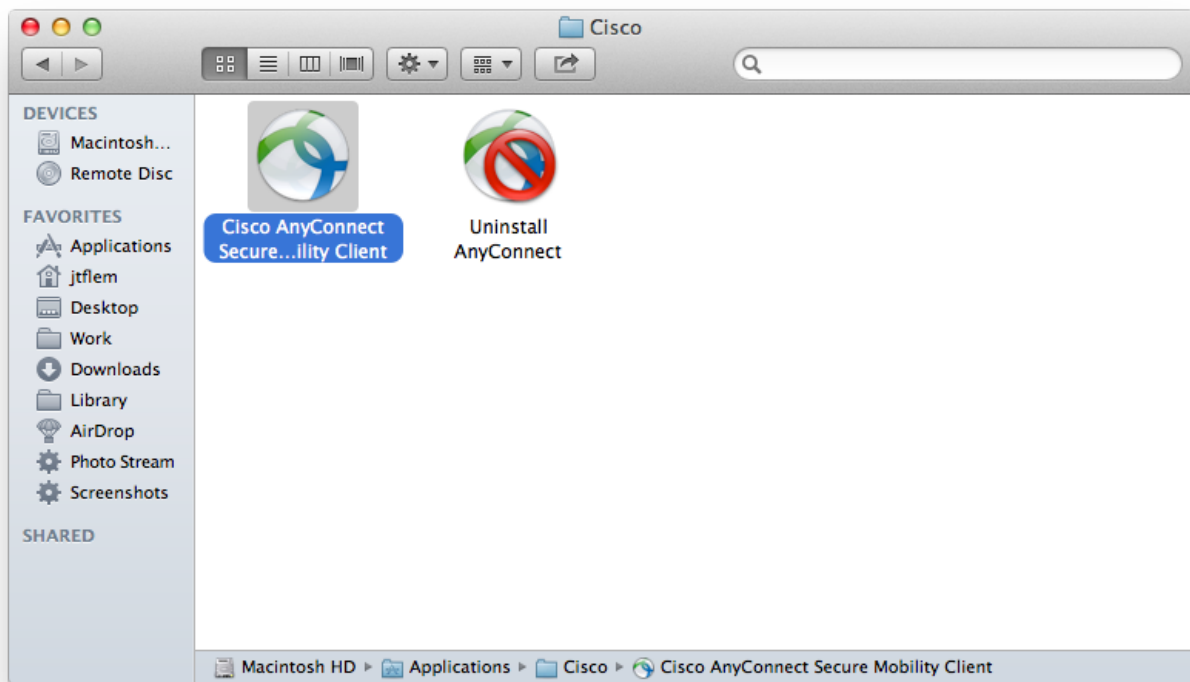 Cisco
DEVICES
Macintosh...
Remote Disc
FAVORITES
Applications
jtflem
Desktop
Work
Downloads
Library
AirDrop
Photo Stream
Screenshots
SHARED
Cisco AnyConnect
Secure...ility Client
Uninstall
AnyConnect
Macintosh HD ▸ Applications ▸ Cisco ▸ Cisco AnyConnect Secure Mobility Client